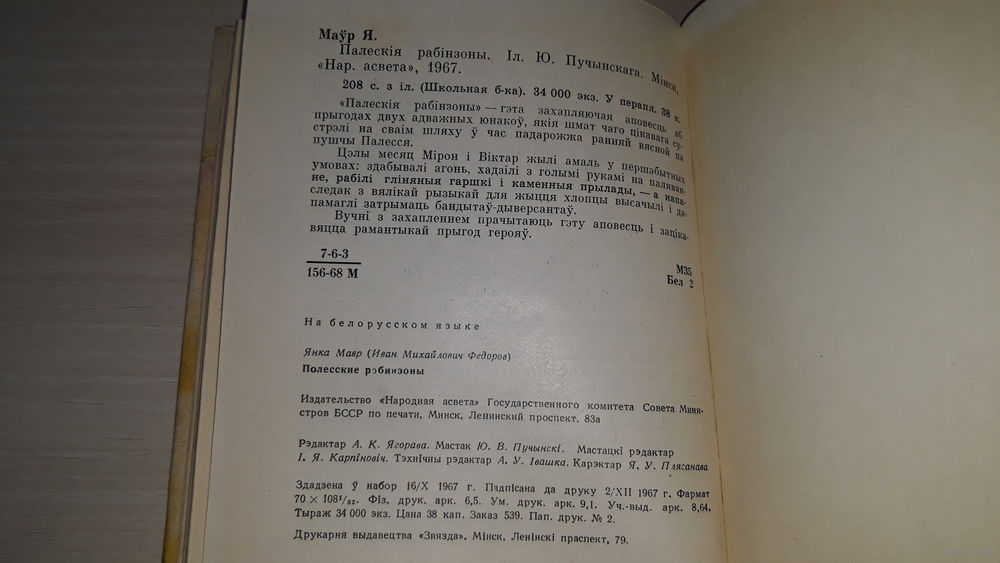 Маўр Я.
Палескія рабінзоны. Іл. Ю. Пучынскага. Мінск,
«Нар. асвета», 1967.
208 с. з іл. (Школьная б-ка). 34 000 экз. У перапл. 38 к.
«Палескія рабінзоны» — гэта захапляючая аповесць аб
прыгодах двух адважных юнакоў, якія шмат чаго цікавага су-
стрэлі на сваім шляху ў час падарожжа ранняй вясной па
пушчы Палесся.
Цэлы месяц Мірон і Віктар жылі амаль у першабытных
умовах: здабывалі агонь, хадзілі з голымі рукамі на паляван-
не, рабілі гліняныя гаршкі і каменныя прылады, — а напа-
следак з вялікай рызыкай для жыцця хлопцы высачылі і да-
памаглі затрымаць бандытаў-дыверсантаў.
Вучні з захапленнем прачытаюць гэту аповесць і заціка-
вяцца рамантыкай прыгод герояў.
7-6-3
156-68 М
М35
Бел 2
На белорусском языке
Янка Мавр (Иван Михайлович Федоров)
Полесские робинзоны
Издательство «Народная асвета» Государственного комитета Совета Мини-
стров БССР по печати, Минск, Ленинский проспект, 83а
Рэдактар А. К. Ягорава. Мастак Ю. В. Пучынскі. Мастацкі рэдактар
І. Я. Карпіновіч. Тэхнічны рэдактар А. У. Івашка. Карэктар Я. У. Плясанава
Здадзена ў набор 16/X 1967 г. Падпісана да друку 2/XII 1967 г. Фармат
70 × 108¹/₃₂. Фіз. друк. арк. 6,5. Ум. друк. арк. 9,1. Уч.-выд. арк. 8,64.
Тыраж 34 000 экз. Цана 38 кап. Заказ 539. Пап. друк. № 2.
Друкарня выдавецтва «Звязда». Мінск, Ленінскі праспект, 79.